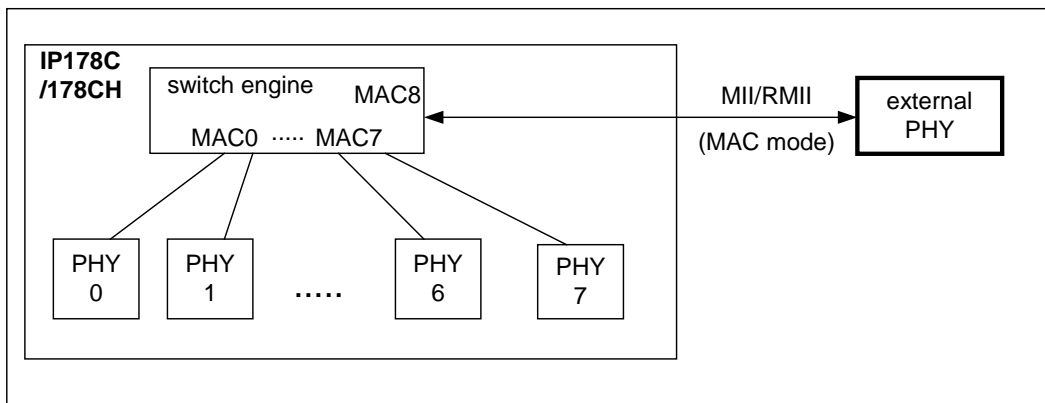 IP178C
/178CH
switch engine
MAC8
MAC0 ..... MAC7
MII/RMII
(MAC mode)
external
PHY
PHY
0
PHY
1
.....
PHY
6
PHY
7